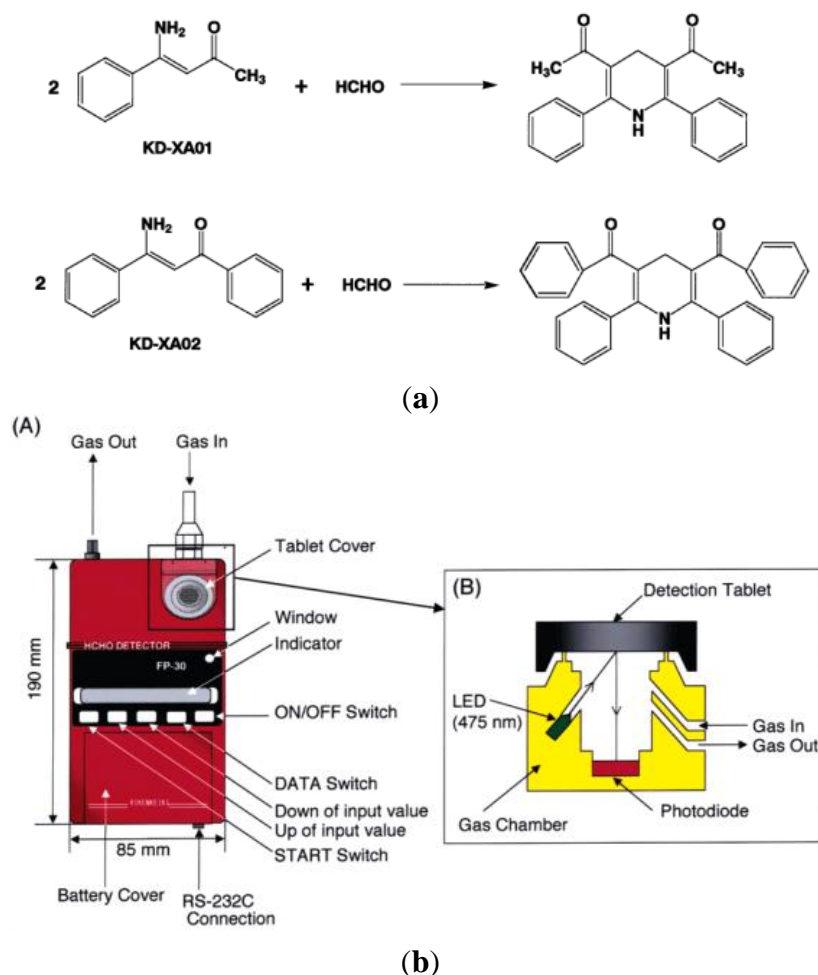 NH₂ O
2 CH₃ + HCHO
KD-XA01
O O
H₃C CH₃
N
H
NH₂ O
2 + HCHO
KD-XA02
O O
N
H
(a)
(A)
Gas Out
Gas In
Tablet Cover
Window
Indicator
HCHO DETECTOR
FP-30
190 mm
ON/OFF Switch
DATA Switch
Down of input value
Up of input value
START Switch
85 mm
Battery Cover
RS-232C
Connection
(B)
Detection Tablet
LED
(475 nm)
Gas In
Gas Out
Photodiode
Gas Chamber
(b)